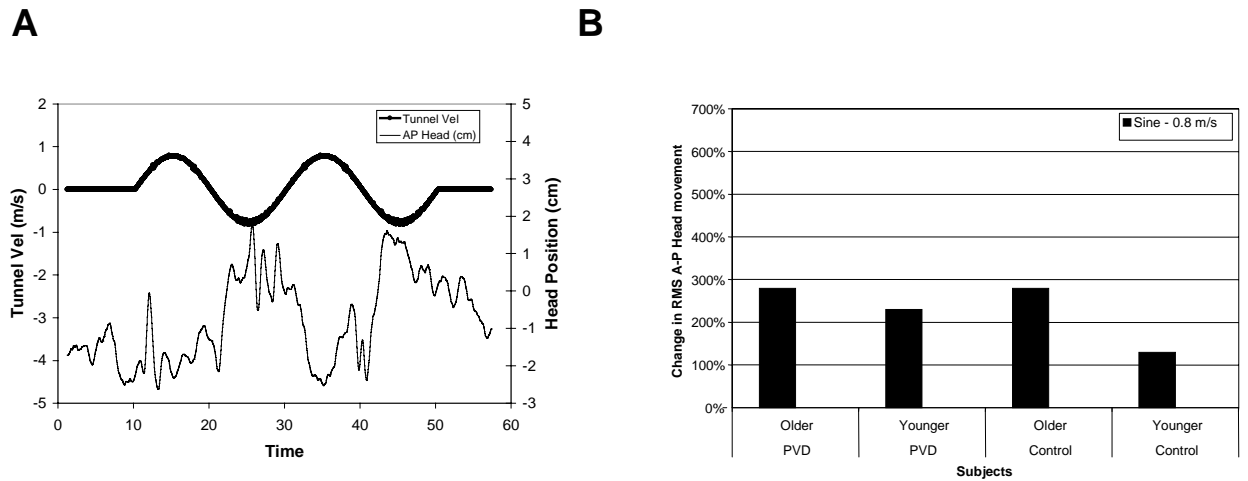 A
B
Tunnel Vel (m/s)
2
1
0
-1
-2
-3
-4
-5
Tunnel Vel
AP Head (cm)
5
4
3
2
1
0
-1
-2
-3
Head Position (cm)
0 10 20 30 40 50 60
Time
Change in RMS A-P Head movement
700%
600%
500%
400%
300%
200%
100%
0%
Sine - 0.8 m/s
Older Younger Older Younger
PVD PVD Control Control
Subjects